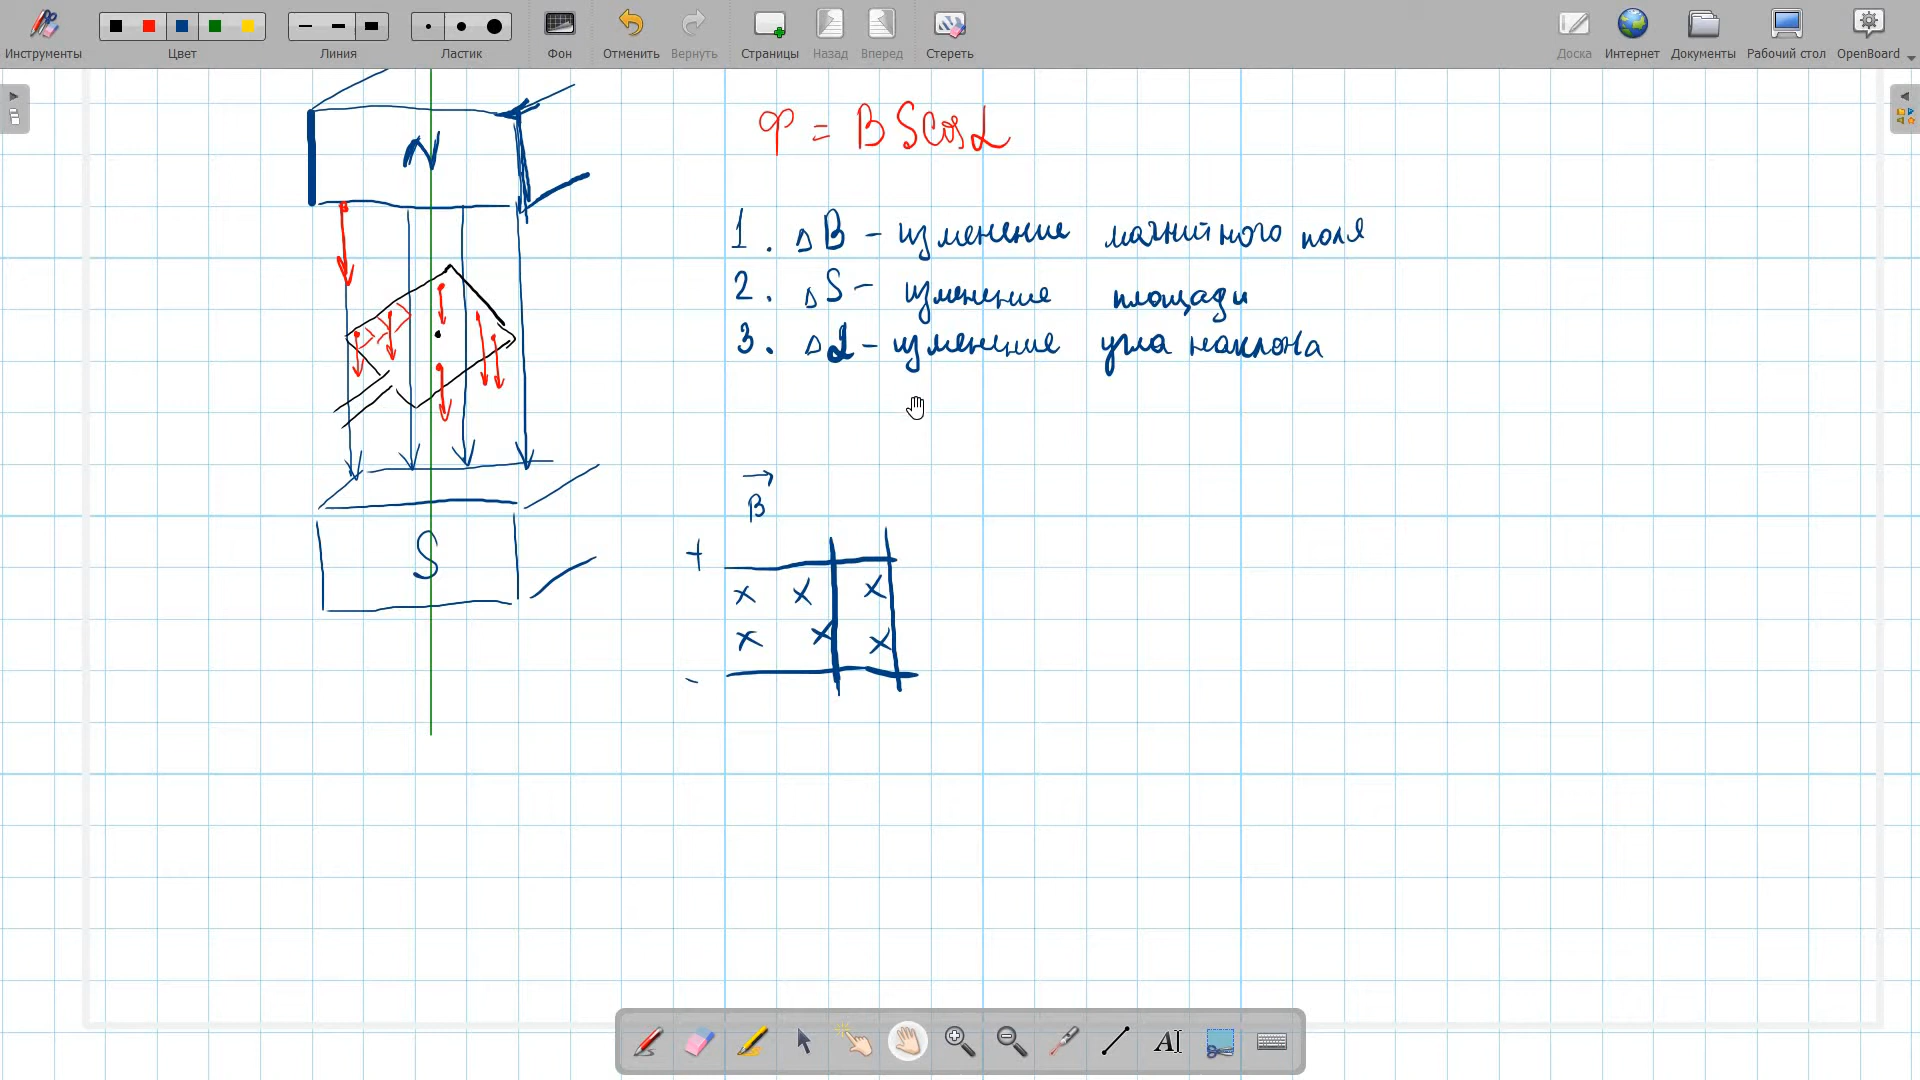 Инструменты Цвет Линия Ластик Фон Отменить Вернуть Страницы Назад Вперед Стереть Доска Интернет Документы Рабочий стол OpenBoard
N
φ = B S cos α
1. ΔB - изменение магнитного поля
2. ΔS - изменение площади
3. Δα - изменение угла наклона
B
+
S
x x x
x x x
-